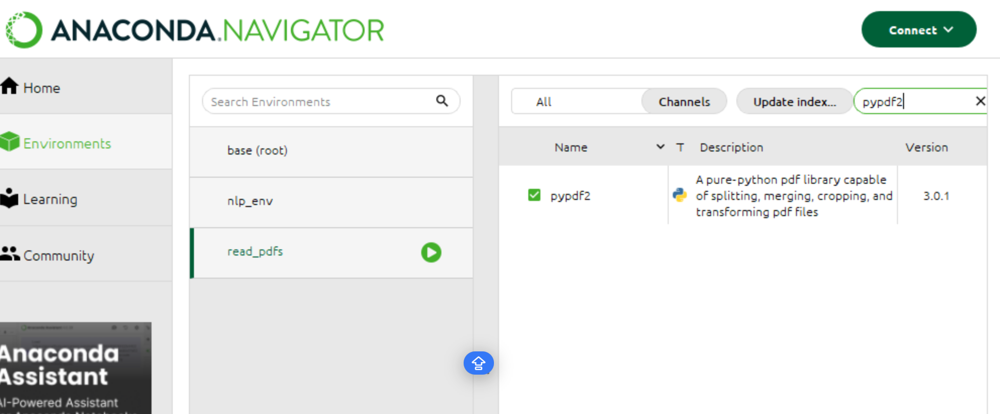 ANACONDA.NAVIGATOR
Connect
Home
Environments
Learning
Community
Anaconda
Assistant
AI-Powered Assistant
Search Environments
base (root)
nlp_env
read_pdfs
All
Channels
Update index...
pypdf2
Name
T
Description
Version
pypdf2
A pure-python pdf library capable
of splitting, merging, cropping, and
transforming pdf files
3.0.1